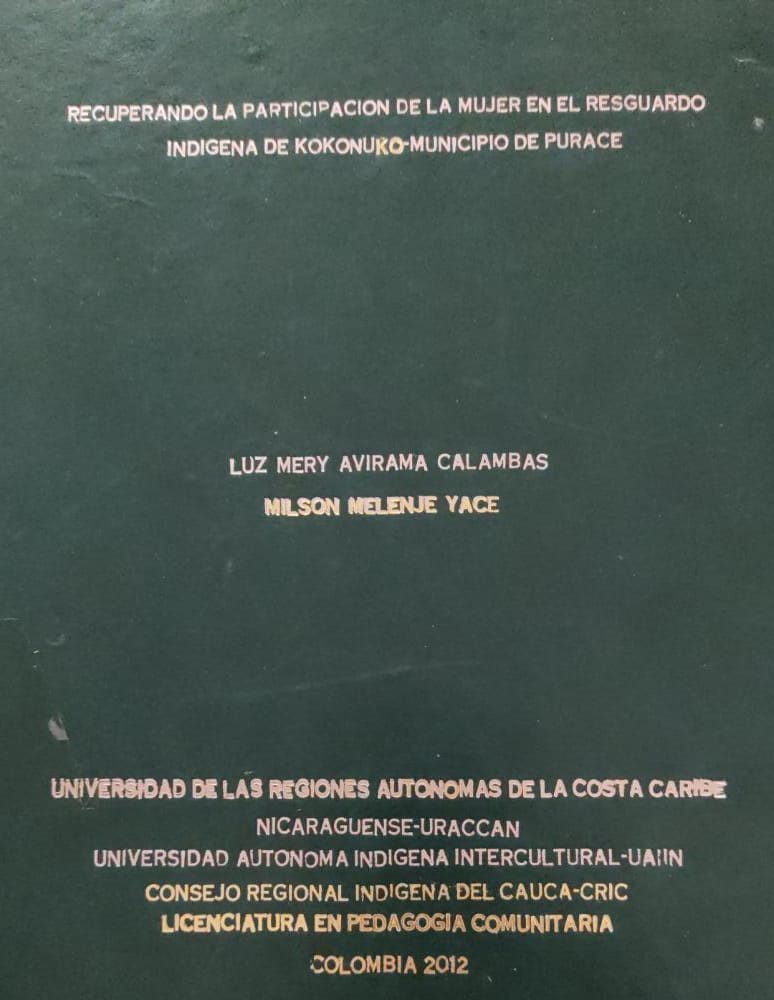 RECUPERANDO LA PARTICIPACION DE LA MUJER EN EL RESGUARDO
INDIGENA DE KOKONUKO-MUNICIPIO DE PURACE
LUZ MERY AVIRAMA CALAMBAS
MILSON MELENJE YACE
UNIVERSIDAD DE LAS REGIONES AUTONOMAS DE LA COSTA CARIBE
NICARAGUENSE-URACCAN
UNIVERSIDAD AUTONOMA INDIGENA INTERCULTURAL-UAIIN
CONSEJO REGIONAL INDIGENA DEL CAUCA-CRIC
LICENCIATURA EN PEDAGOGIA COMUNITARIA
COLOMBIA 2012